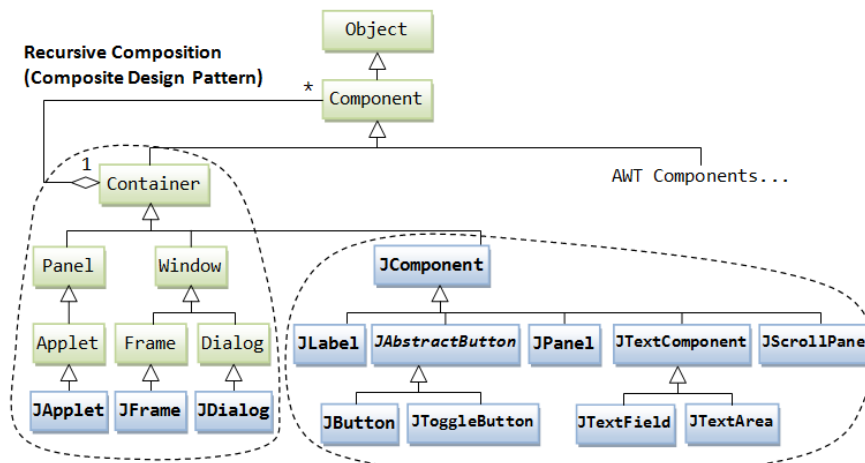 Object
Recursive Composition
(Composite Design Pattern)
*
Component
1
Container
AWT Components...
Panel
Window
JComponent
Applet
Frame
Dialog
JLabel
JAbstractButton
JPanel
JTextComponent
JScrollPane
JApplet
JFrame
JDialog
JButton
JToggleButton
JTextField
JTextArea